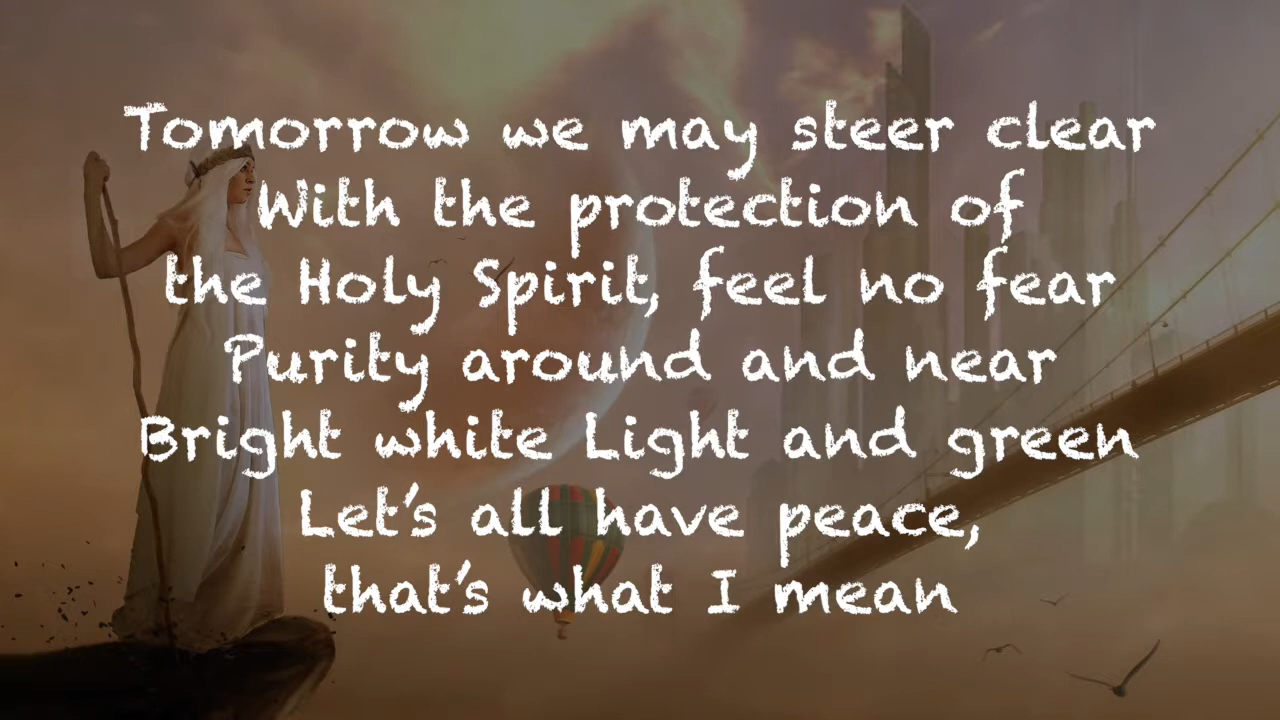 Tomorrow we may steer clear
With the protection of
the Holy Spirit, feel no fear
Purity around and near
Bright white Light and green
Let's all have peace,
that's what I mean